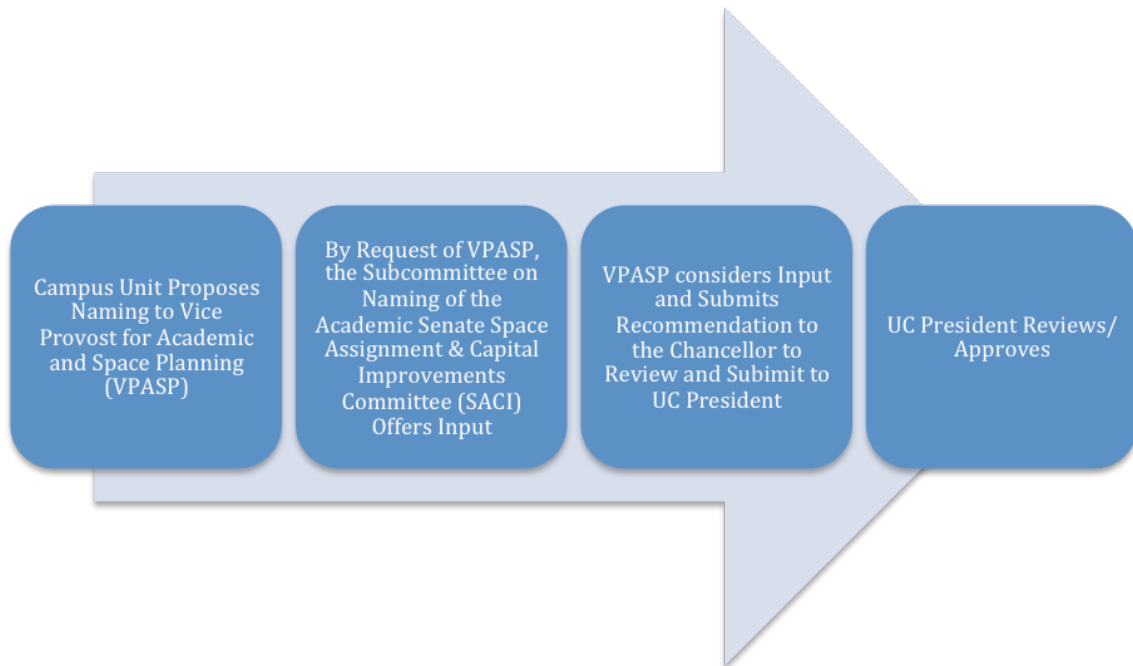 Campus Unit Proposes
Naming to Vice
Provost for Academic
and Space Planning
(VPASP)
By Request of VPASP,
the Subcommittee on
Naming of the
Academic Senate Space
Assignment & Capital
Improvements
Committee (SACI)
Offers Input
VPASP considers Input
and Submits
Recommendation to
the Chancellor to
Review and Subimit to
UC President
UC President Reviews/
Approves